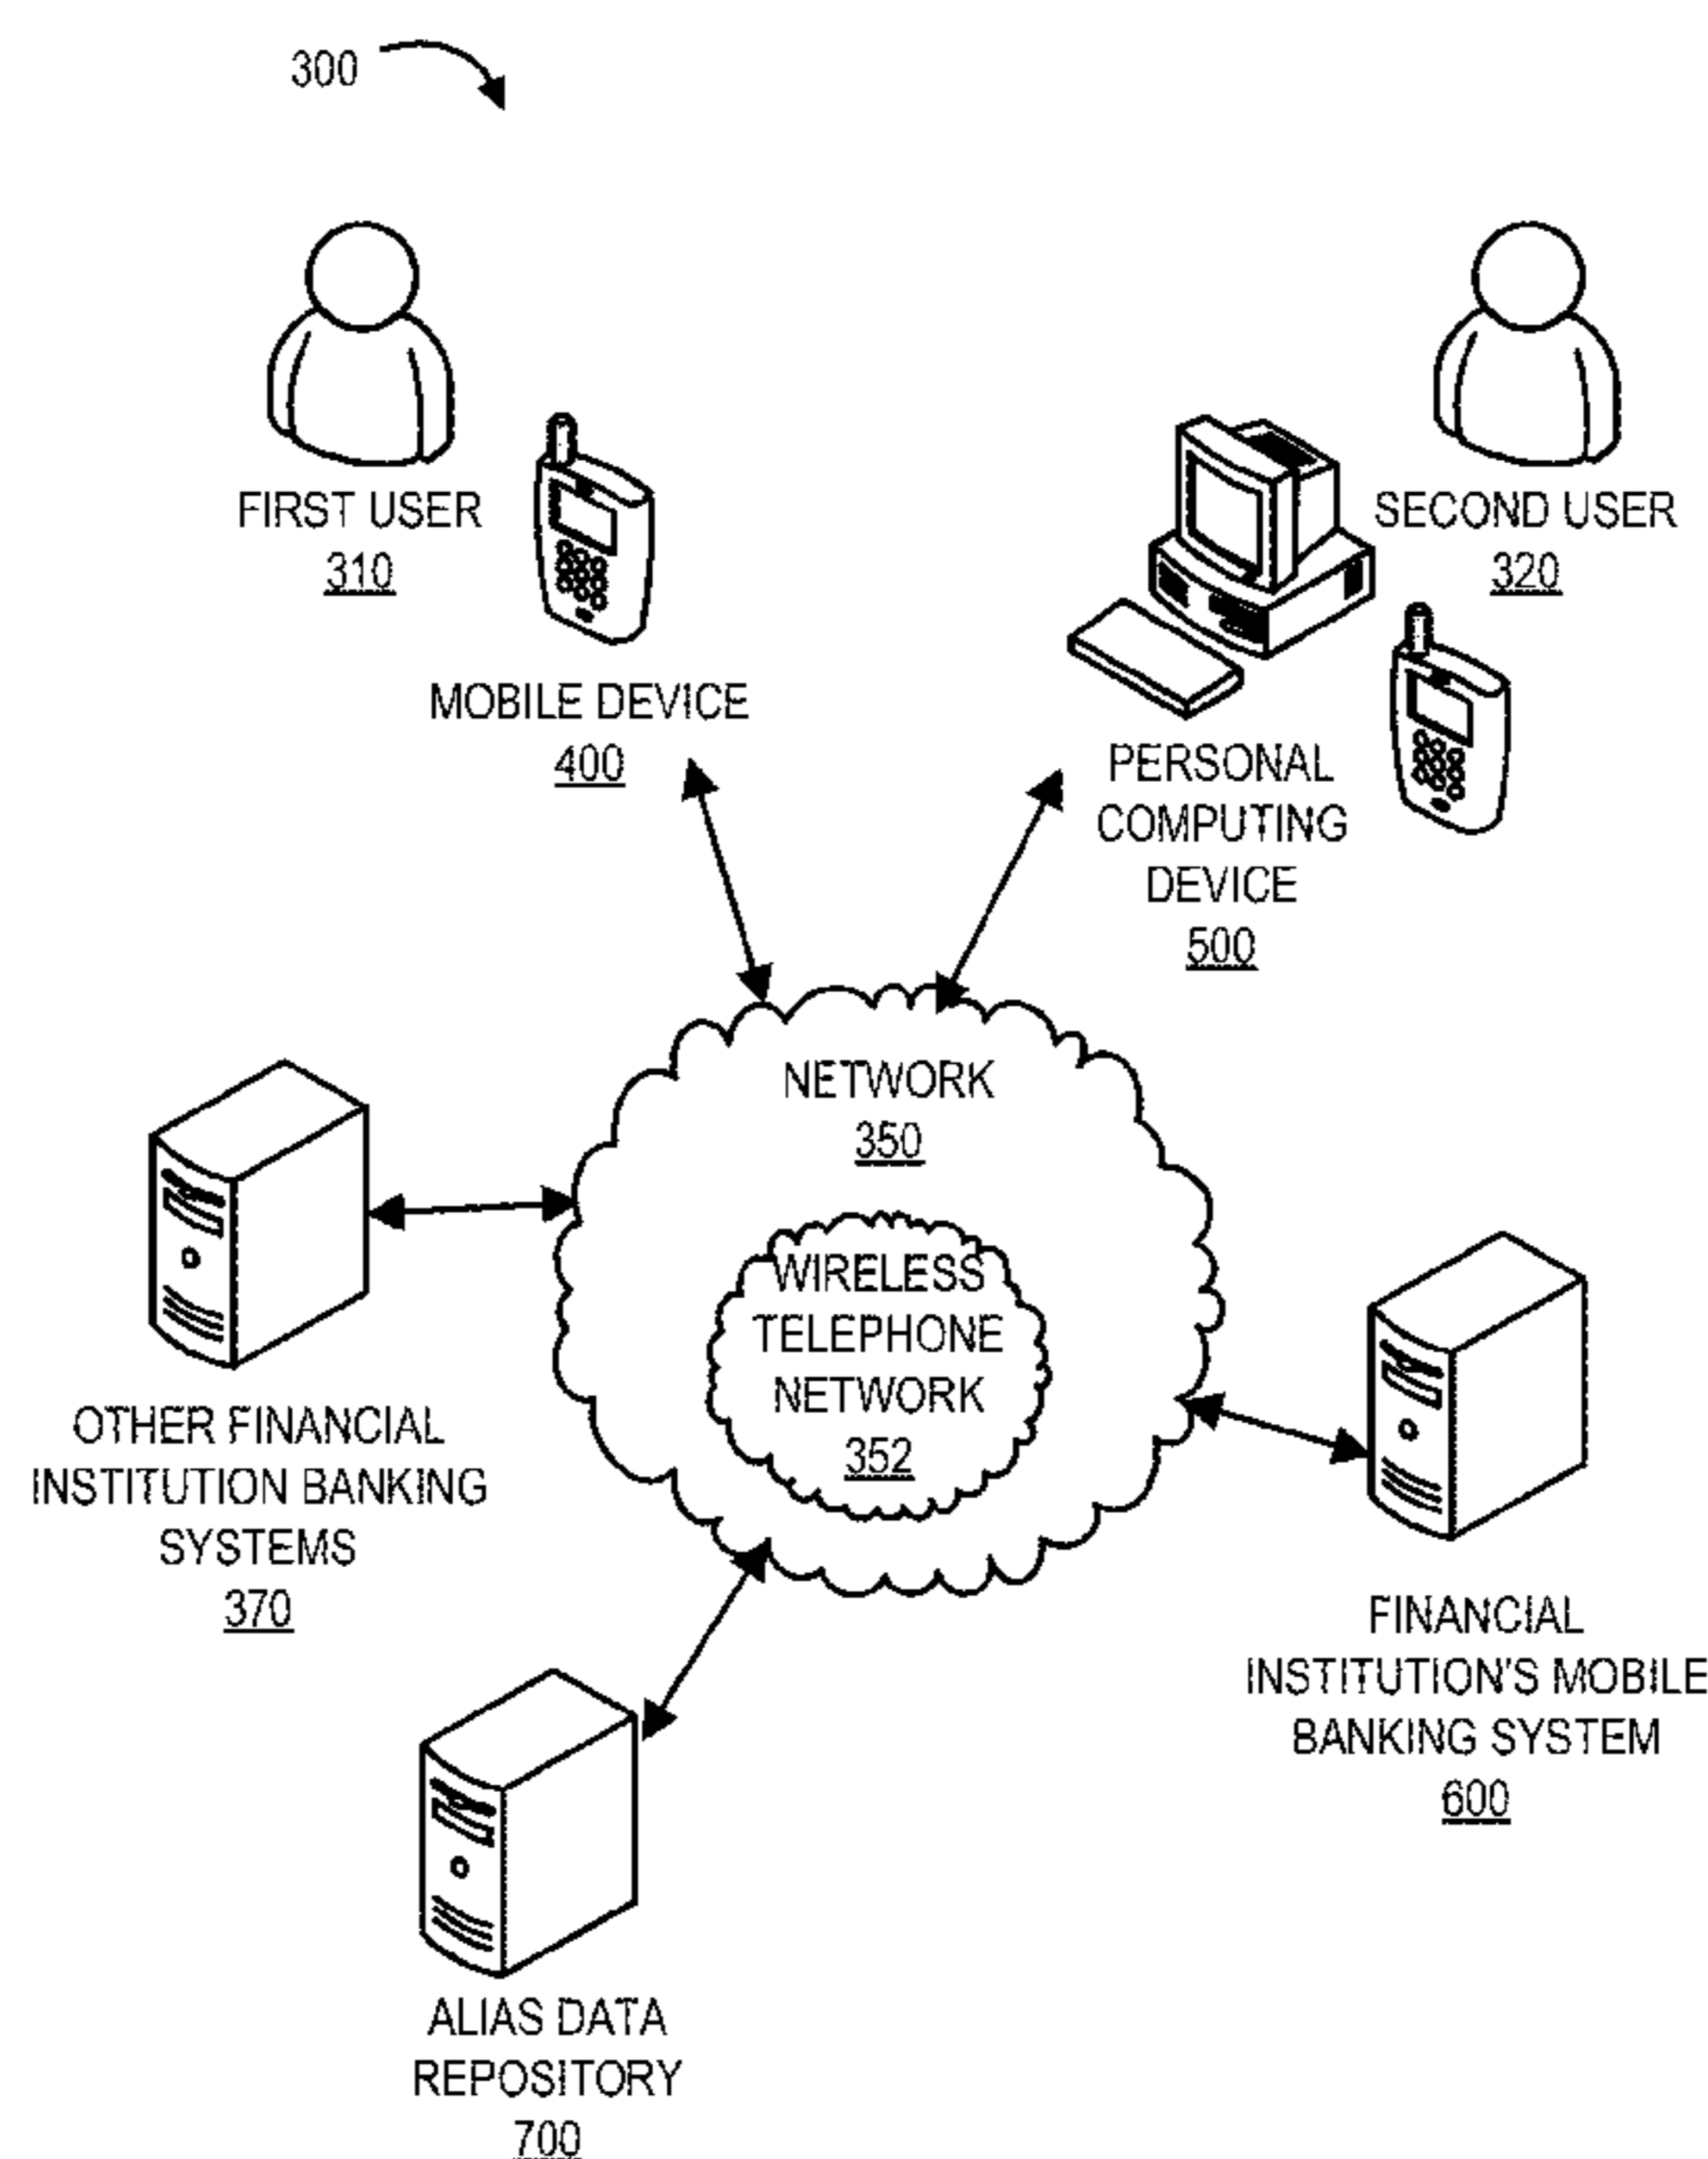 300
FIRST USER
310
SECOND USER
320
MOBILE DEVICE
400
PERSONAL
COMPUTING
DEVICE
500
NETWORK
350
WIRELESS
TELEPHONE
NETWORK
352
OTHER FINANCIAL
INSTITUTION BANKING
SYSTEMS
370
FINANCIAL
INSTITUTION'S MOBILE
BANKING SYSTEM
600
ALIAS DATA
REPOSITORY
700